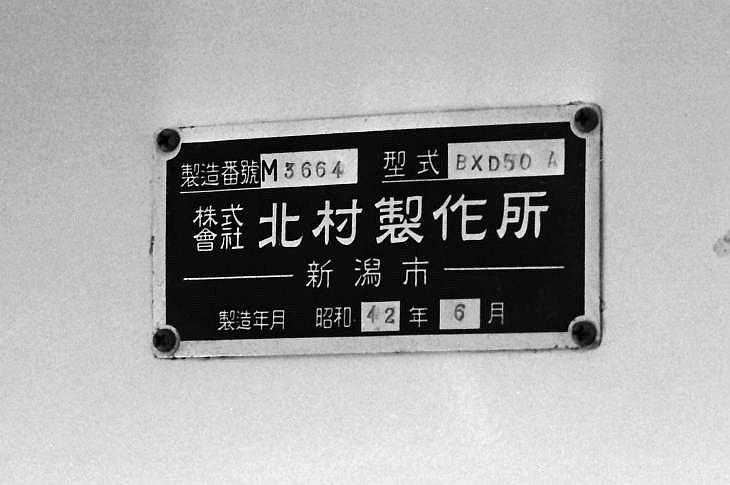 製造番號M3664 型式 BXD50 A
株式會社 北村製作所
新潟市
製造年月 昭和 42年 6月